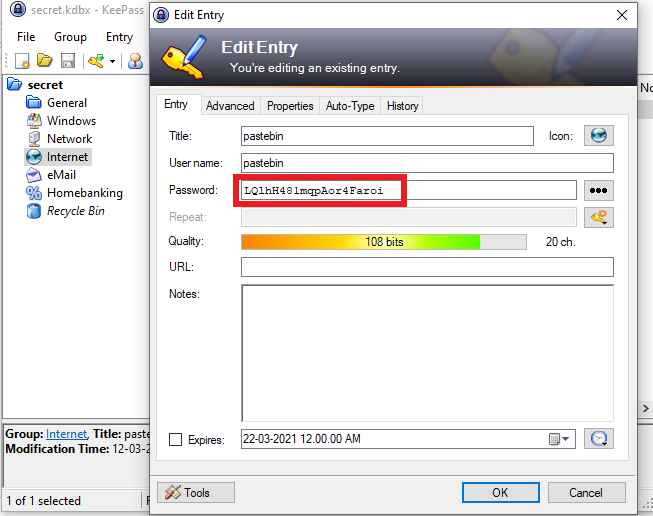 secret.kdbx - KeePass
File Group Entry
secret
General
Windows
Network
Internet
eMail
Homebanking
Recycle Bin
Group: Internet, Title: paste
Modification Time: 12-03-2
1 of 1 selected
No
Edit Entry
Edit Entry
You're editing an existing entry.
Entry Advanced Properties Auto-Type History
Title: pastebin Icon:
User name: pastebin
Password: LQlhH48lmqpAor4Faroi
Repeat:
Quality: 108 bits 20 ch.
URL:
Notes:
Expires: 22-03-2021 12.00.00 AM
Tools OK Cancel